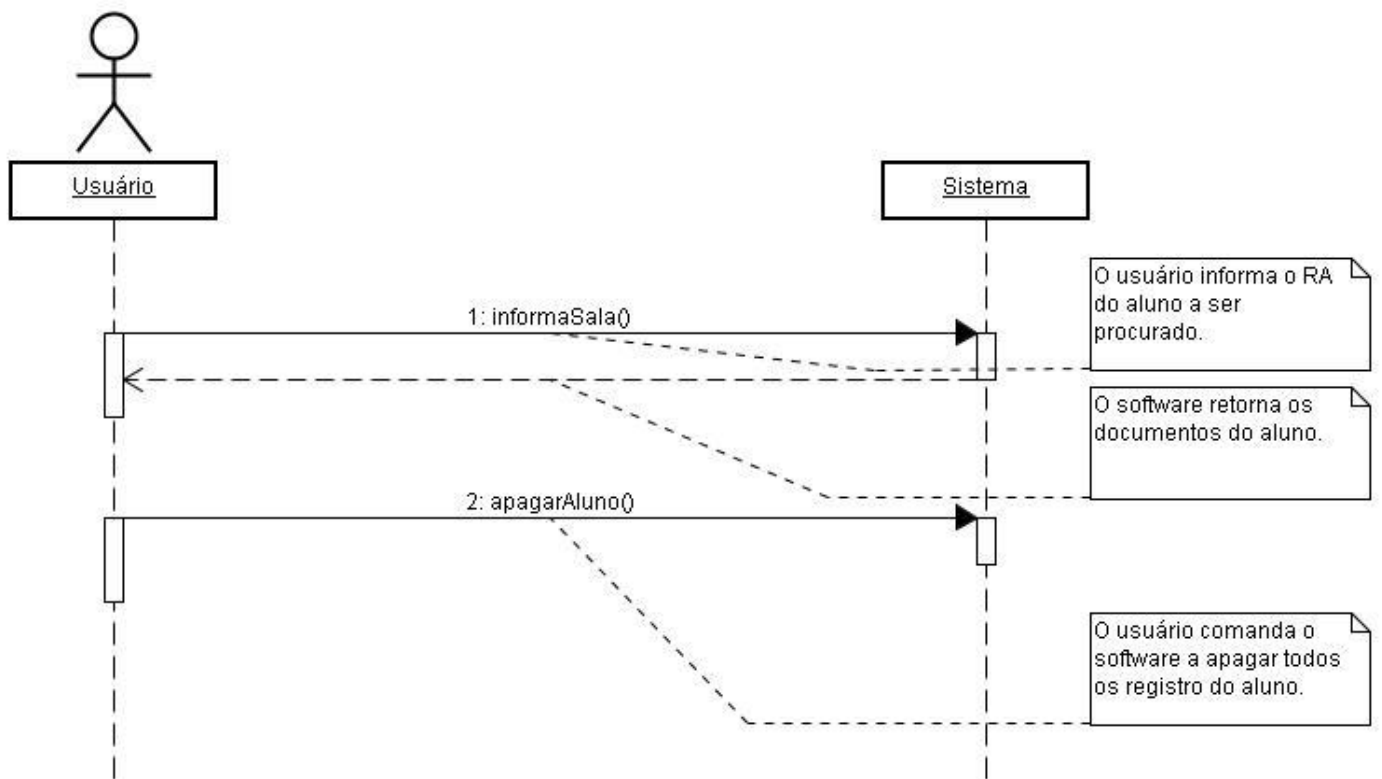 Usuário
Sistema
O usuário informa o RA
do aluno a ser
procurado.
1: informaSala()
O software retorna os
documentos do aluno.
2: apagarAluno()
O usuário comanda o
software a apagar todos
os registro do aluno.